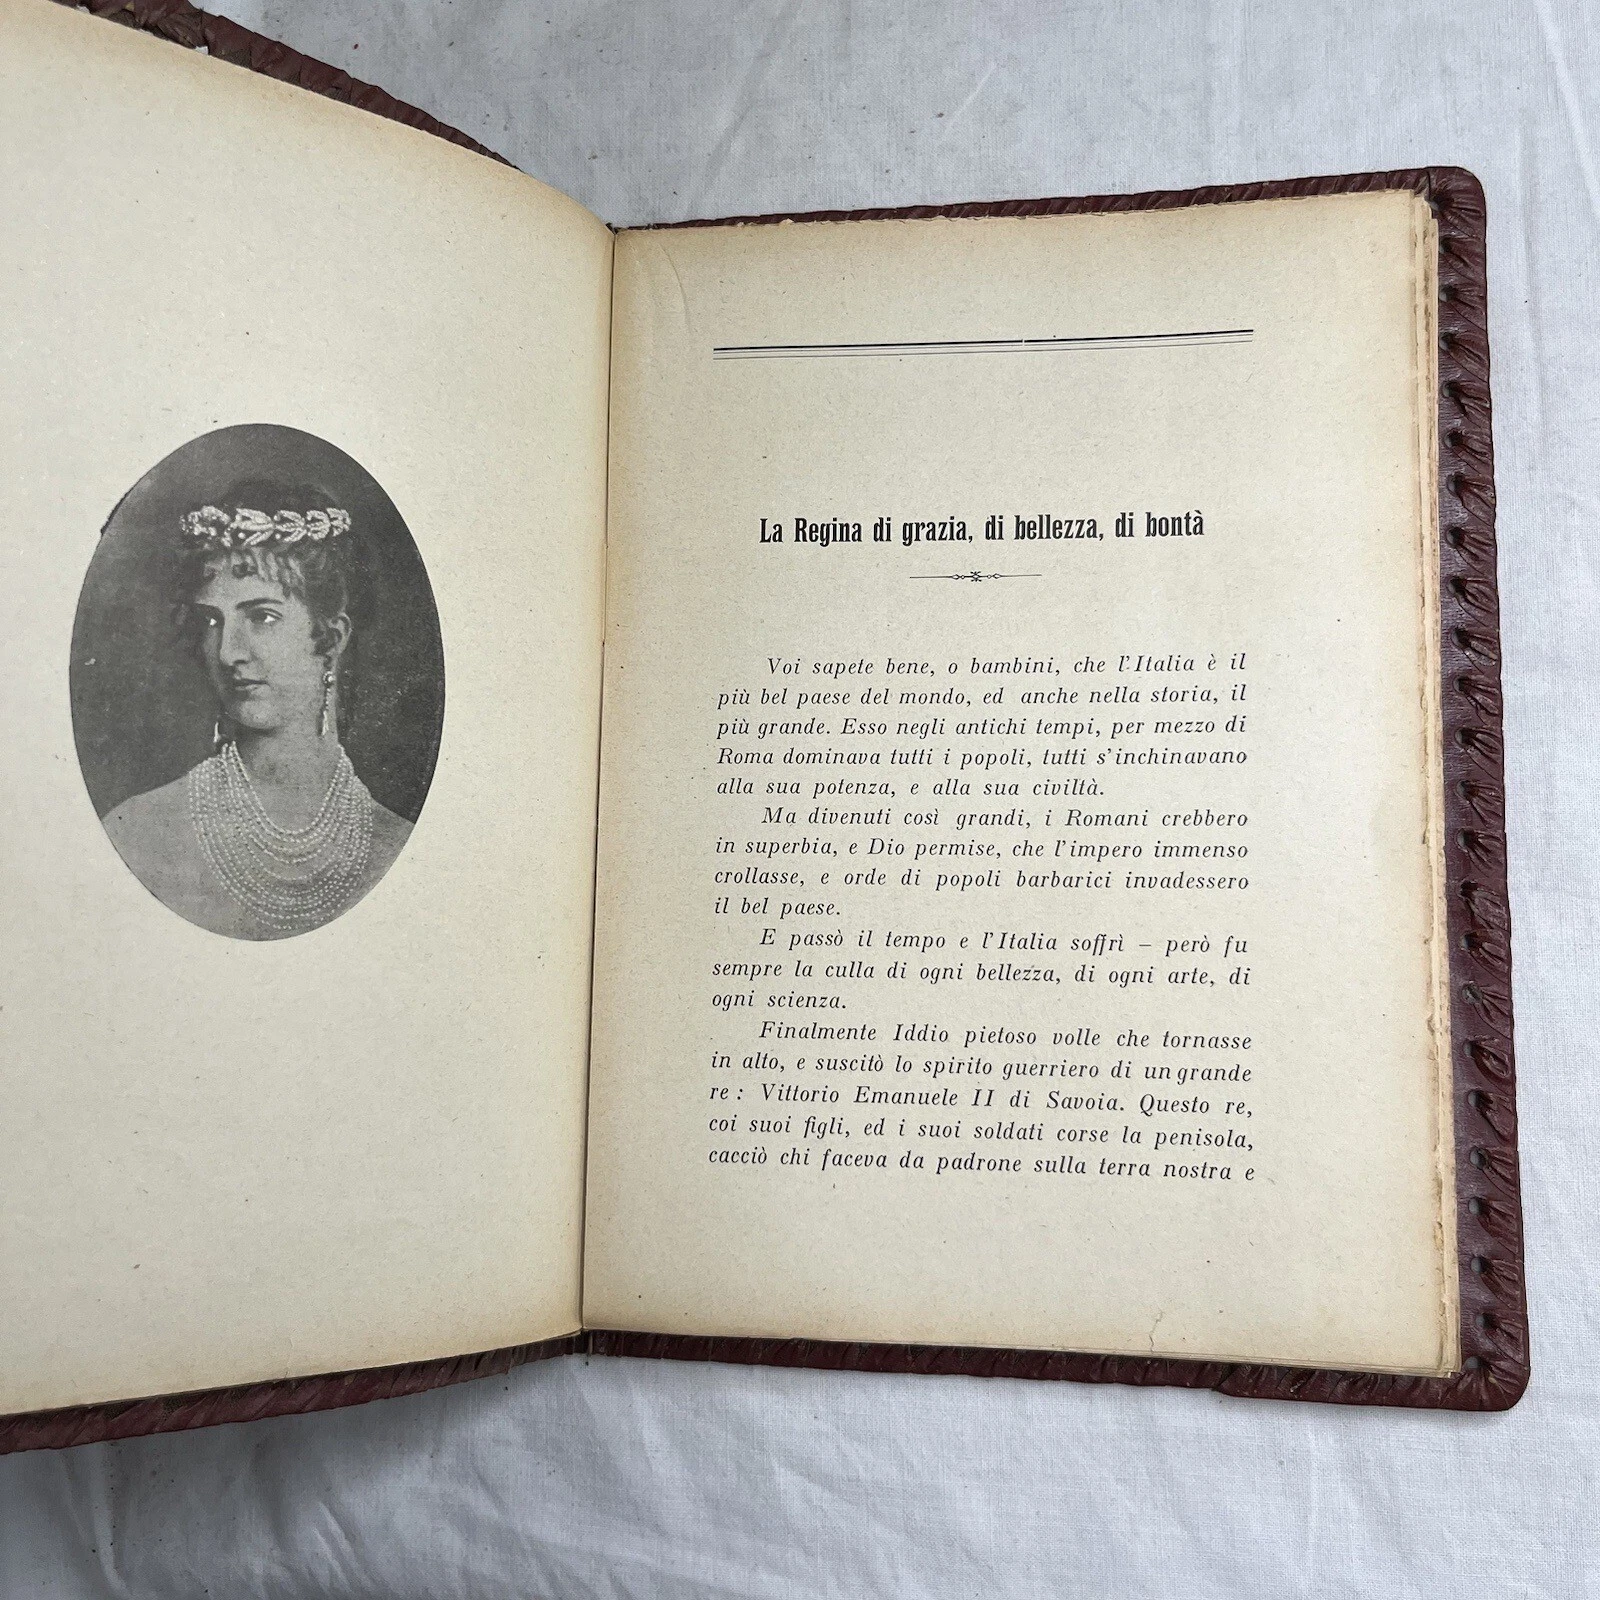 La Regina di grazia, di bellezza, di bontà
Voi sapete bene, o bambini, che l'Italia è il
più bel paese del mondo, ed anche nella storia, il
più grande. Esso negli antichi tempi, per mezzo di
Roma dominava tutti i popoli, tutti s'inchinavano
alla sua potenza, e alla sua civiltà.
Ma divenuti così grandi, i Romani crebbero
in superbia, e Dio permise, che l'impero immenso
crollasse, e orde di popoli barbarici invadessero
il bel paese.
E passò il tempo e l'Italia soffrì – però fu
sempre la culla di ogni bellezza, di ogni arte, di
ogni scienza.
Finalmente Iddio pietoso volle che tornasse
in alto, e suscitò lo spirito guerriero di un grande
re : Vittorio Emanuele II di Savoia. Questo re,
coi suoi figli, ed i suoi soldati corse la penisola,
cacciò chi faceva da padrone sulla terra nostra e